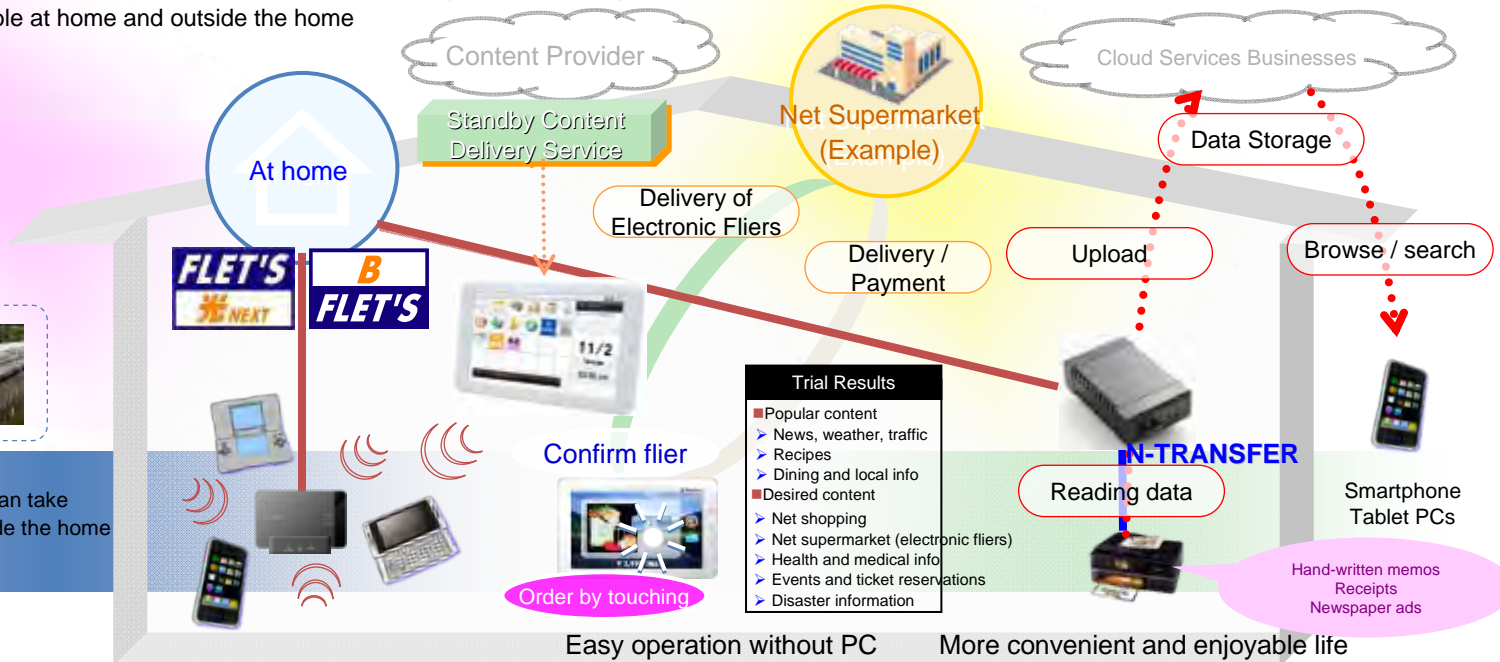 ole at home and outside the home
Content Provider
Cloud Services Businesses
Standby Content
Delivery Service
Net Supermarket
(Example)
At home
Data Storage
Delivery of
Electronic Fliers
Delivery /
Payment
Upload
Browse / search
FLET'S
光 NEXT
B
FLET'S
11/2
Trial Results
Popular content
News, weather, traffic
Recipes
Dining and local info
Desired content
Net shopping
Net supermarket (electronic fliers)
Health and medical info
Events and ticket reservations
Disaster information
Confirm flier
Order by touching
N-TRANSFER
Reading data
Smartphone
Tablet PCs
an take
de the home
Hand-written memos
Receipts
Newspaper ads
Easy operation without PC
More convenient and enjoyable life